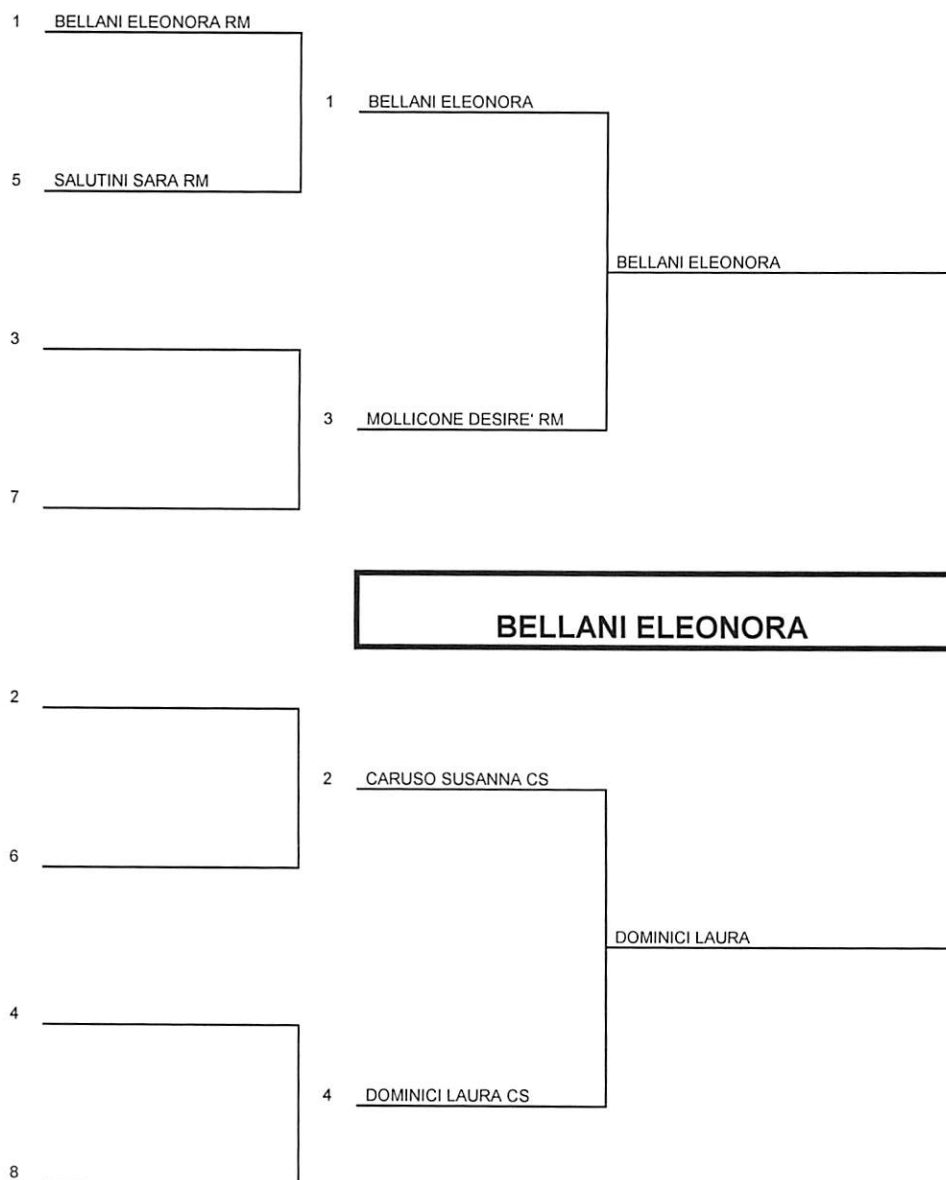 1 BELLANI ELEONORA RM
1 BELLANI ELEONORA
5 SALUTINI SARA RM
BELLANI ELEONORA
3
3 MOLLICONE DESIRE' RM
7
BELLANI ELEONORA
2
2 CARUSO SUSANNA CS
6
DOMINICI LAURA
4
4 DOMINICI LAURA CS
8